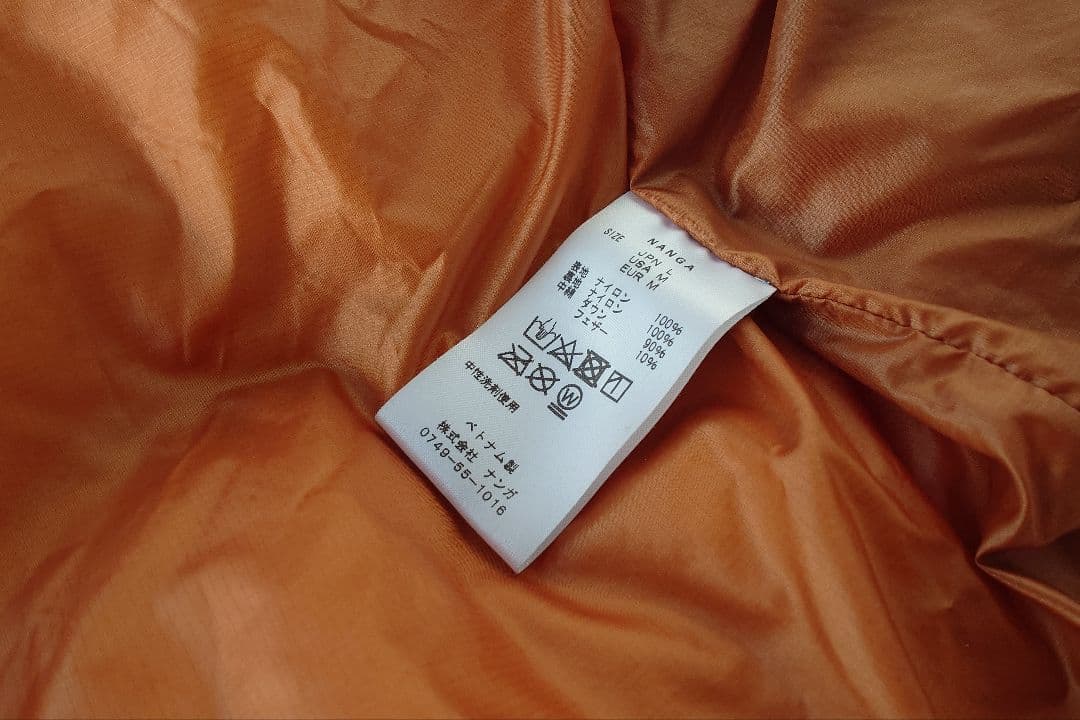 NANGA
SIZE
JPN L
USA M
EUR M
表地 ナイロン 100%
裏地 ナイロン 100%
中綿 ダウン 90%
フェザー 10%
W
中性洗剤使用
ベトナム製
株式会社 ナンガ
0749-55-1016